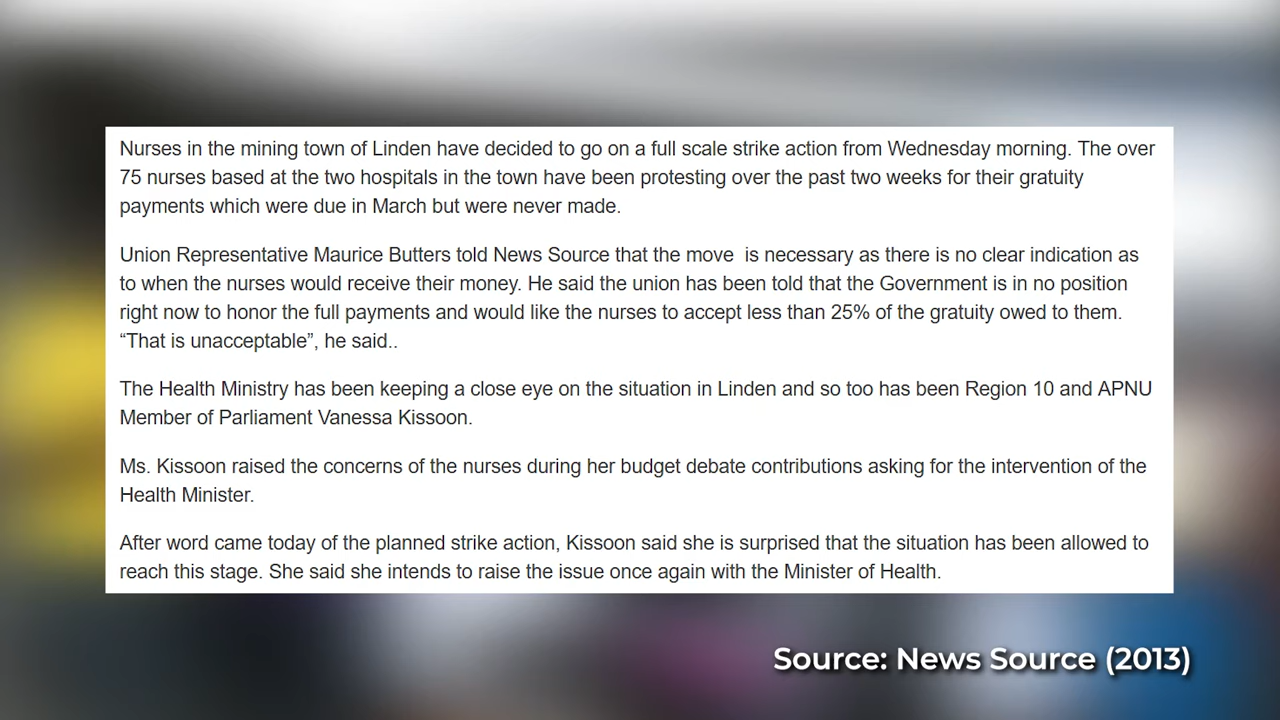 Nurses in the mining town of Linden have decided to go on a full scale strike action from Wednesday morning. The over
75 nurses based at the two hospitals in the town have been protesting over the past two weeks for their gratuity
payments which were due in March but were never made.
Union Representative Maurice Butters told News Source that the move  is necessary as there is no clear indication as
to when the nurses would receive their money. He said the union has been told that the Government is in no position
right now to honor the full payments and would like the nurses to accept less than 25% of the gratuity owed to them.
“That is unacceptable”, he said..
The Health Ministry has been keeping a close eye on the situation in Linden and so too has been Region 10 and APNU
Member of Parliament Vanessa Kissoon.
Ms. Kissoon raised the concerns of the nurses during her budget debate contributions asking for the intervention of the
Health Minister.
After word came today of the planned strike action, Kissoon said she is surprised that the situation has been allowed to
reach this stage. She said she intends to raise the issue once again with the Minister of Health.
Source: News Source (2013)